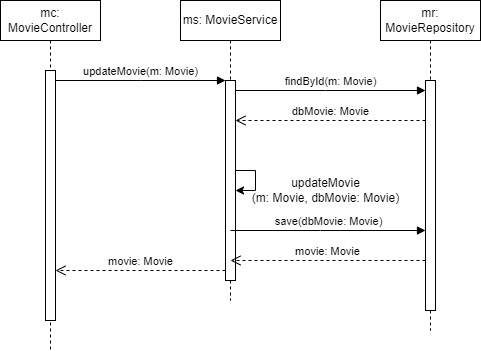 mc:
MovieController
ms: MovieService
mr:
MovieRepository
updateMovie(m: Movie)
findById(m: Movie)
dbMovie: Movie
updateMovie
(m: Movie, dbMovie: Movie)
save(dbMovie: Movie)
movie: Movie
movie: Movie